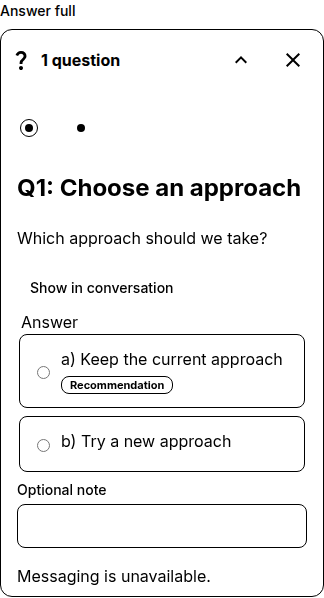 Answer full
? 1 question
Q1: Choose an approach
Which approach should we take?
Show in conversation
Answer
a) Keep the current approach
Recommendation
b) Try a new approach
Optional note
Messaging is unavailable.